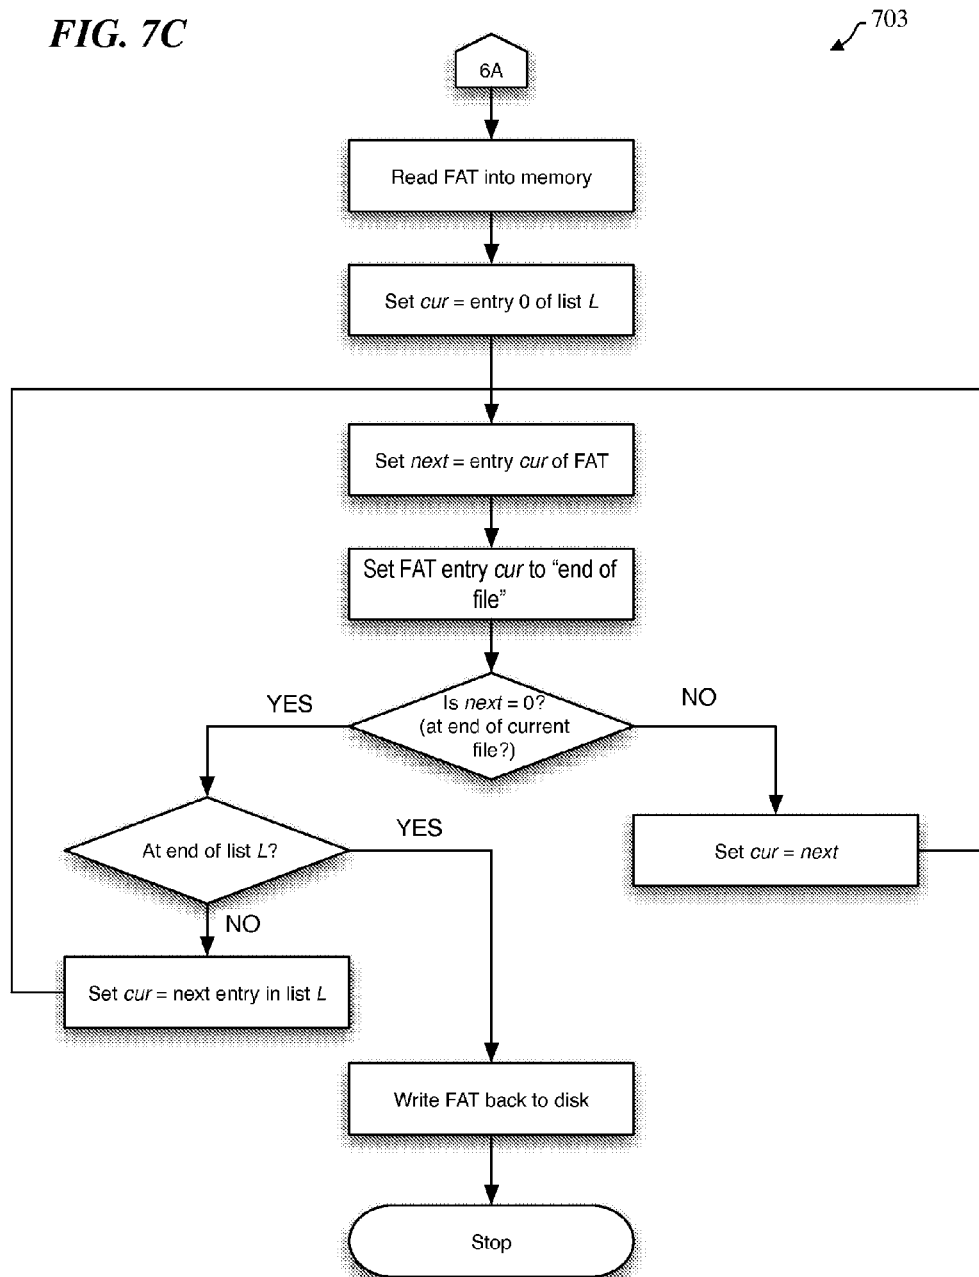 FIG. 7C
703
6A
Read FAT into memory
Set cur = entry 0 of list L
Set next = entry cur of FAT
Set FAT entry cur to “end of
file”
YES
Is next = 0?
(at end of current
file?)
NO
At end of list L?
YES
Set cur = next
NO
Set cur = next entry in list L
Write FAT back to disk
Stop